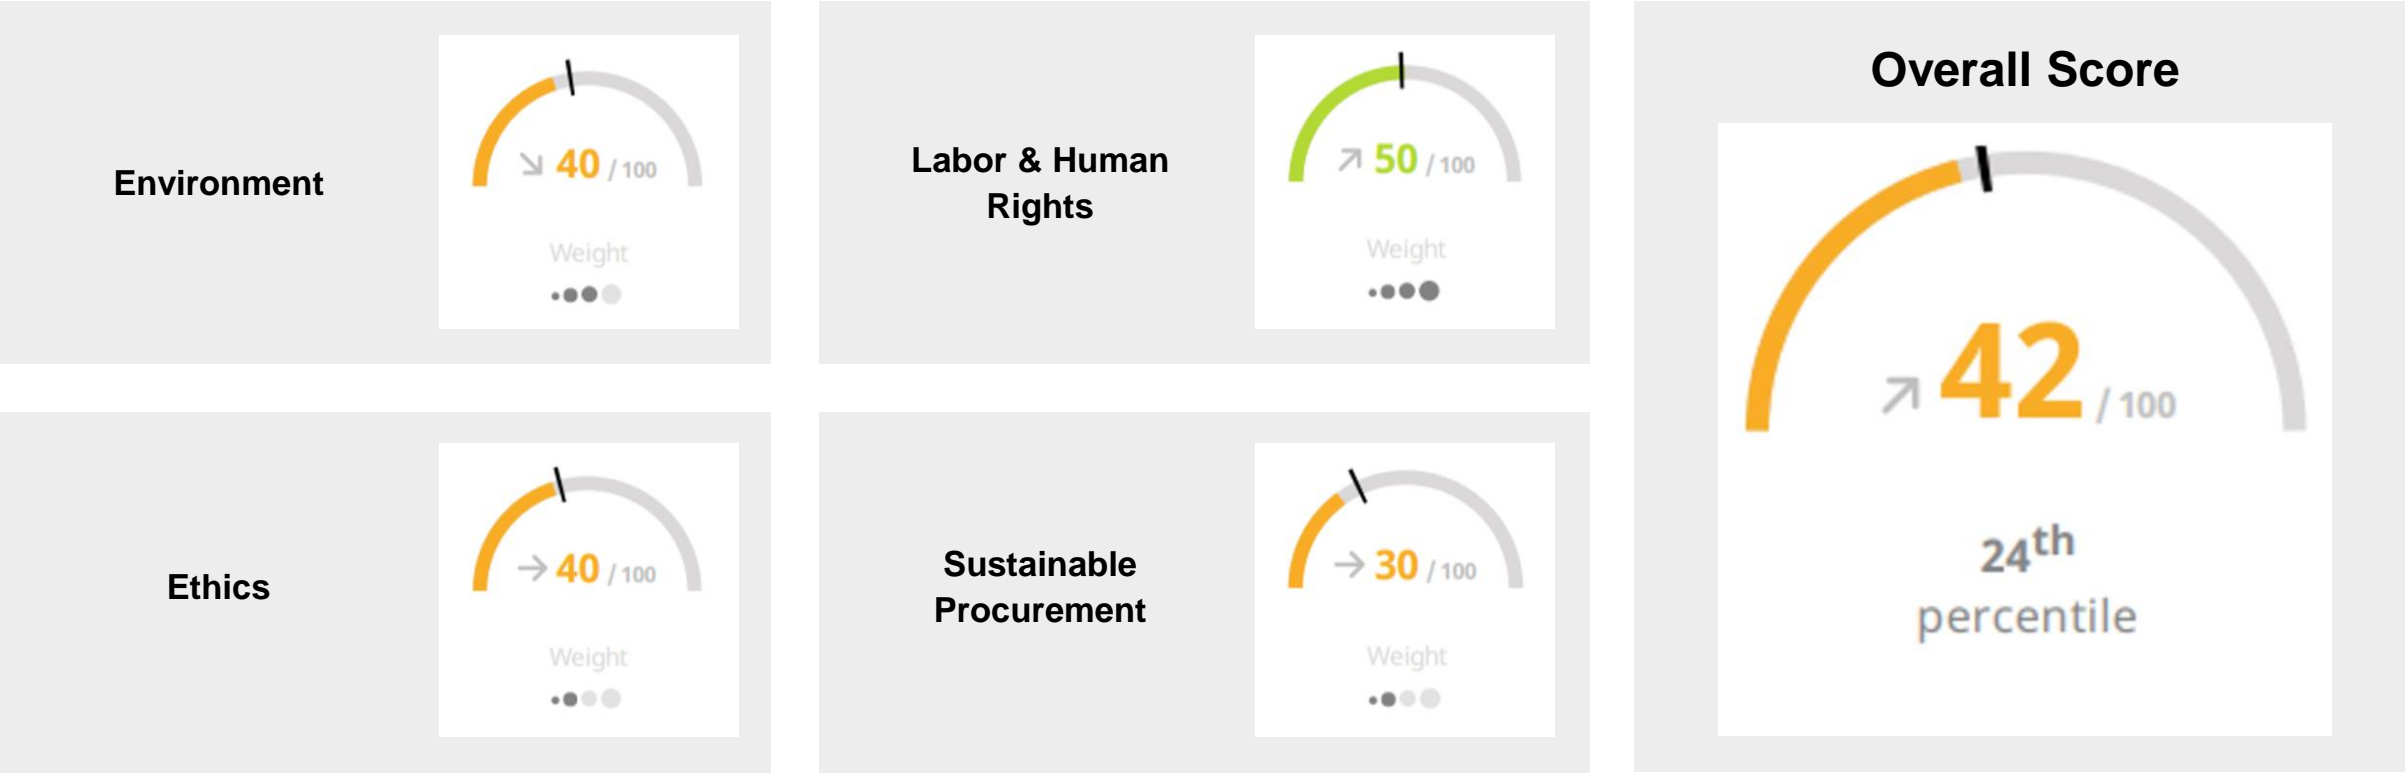 Environment
40 / 100
Weight
Labor & Human
Rights
50 / 100
Weight
Overall Score
42 / 100
24th
percentile
Ethics
40 / 100
Weight
Sustainable
Procurement
30 / 100
Weight